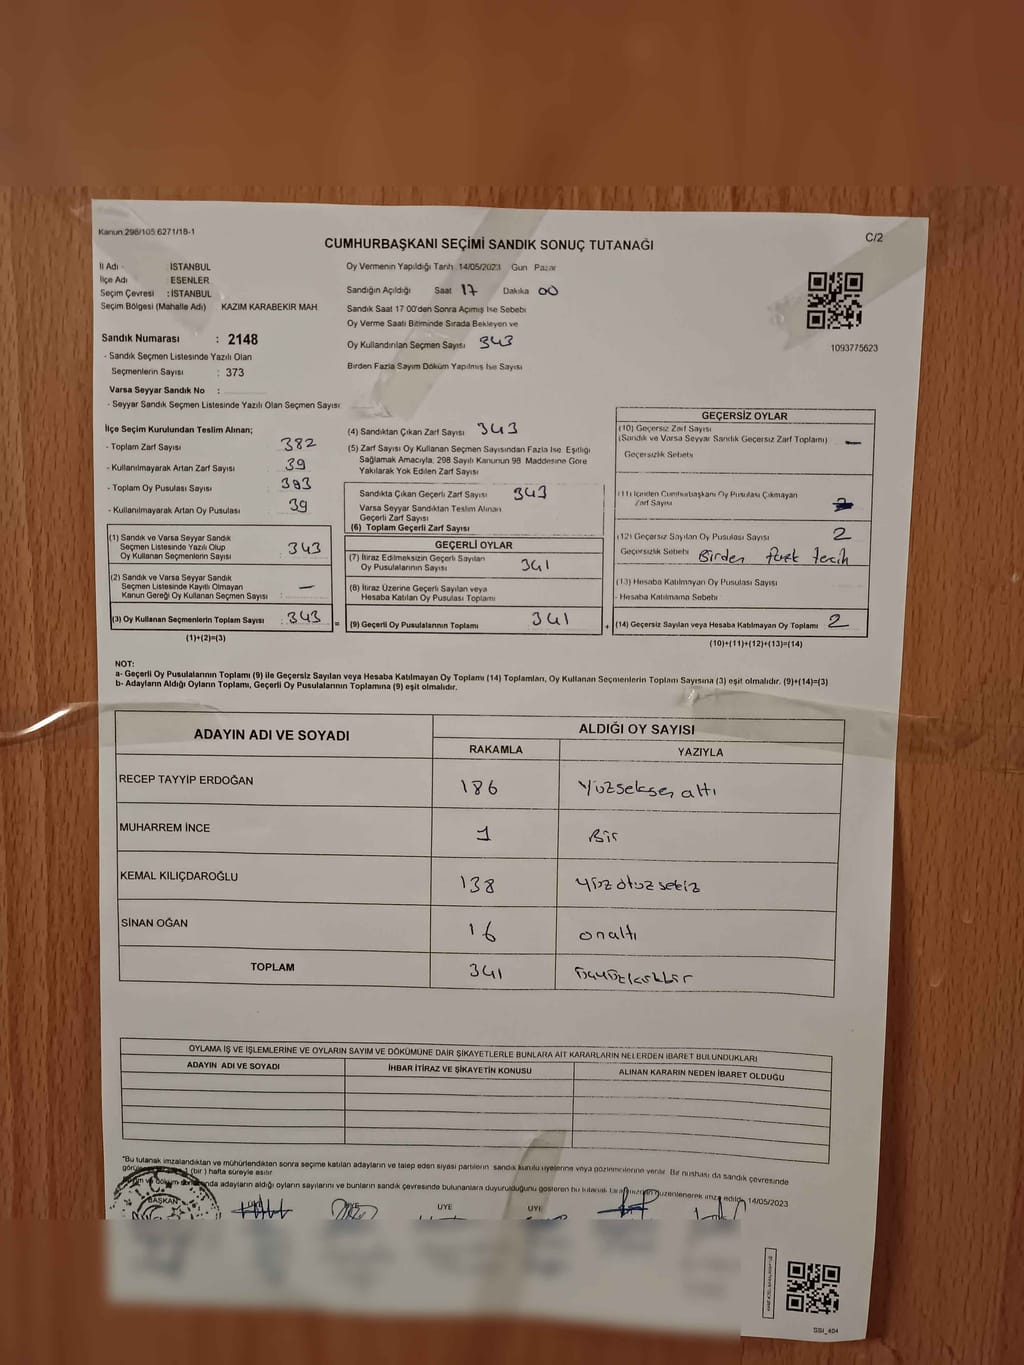 Kanun 298/105 6271/18-1
CUMHURBAŞKANI SEÇİMİ SANDIK SONUÇ TUTANAĞI
C/2
İl Adı : İSTANBUL
İlçe Adı ESENLER
Seçim Çevresi : İSTANBUL
Seçim Bölgesi (Mahalle Adı) KAZIM KARABEKİR MAH.
Oy Vermenin Yapıldığı Tarih 14/05/2023 Gun Pazar
Sandığın Açıldığı Saat 17 Dakika 00
Sandık Saat 17 00'den Sonra Açımış Ise Sebebi
Oy Verme Saati Bitiminde Sırada Bekleyen ve
Oy Kullandırılan Seçmen Sayısı 343
Birden Fazla Sayım Döküm Yapılmış Ise Sayısı
1093775623
Sandık Numarası : 2148
- Sandık Seçmen Listesinde Yazılı Olan
Seçmenlerin Sayısı : 373
Varsa Seyyar Sandık No :
- Seyyar Sandık Seçmen Listesinde Yazılı Olan Seçmen Sayısı
İlçe Seçim Kurulundan Teslim Alınan;
- Toplam Zarf Sayısı 382
- Kullanılmayarak Artan Zarf Sayısı 39
- Toplam Oy Pusulası Sayısı
- Kullanılmayarak Artan Oy Pusulası 39
(1) Sandık ve Varsa Seyyar Sandık
Seçmen Listesinde Yazılı Olup
Oy Kullanan Seçmenlerin Sayısı : 343
(2) Sandık ve Varsa Seyyar Sandık
Seçmen Listesinde Kayıtlı Olmayan
Kanun Gereği Oy Kullanan Seçmen Sayısı : —
(3) Oy Kullanan Seçmenlerin Toplam Sayısı : 343
(1)+(2)=(3)
(4) Sandıktan Çıkan Zarf Sayısı 343
(5) Zarf Sayısı Oy Kullanan Seçmen Sayısından Fazla Ise Eşitliği
Sağlamak Amacıyla, 298 Sayılı Kanunun 98 Maddesine Göre
Yakılarak Yok Edilen Zarf Sayısı
Sandıkta Çıkan Geçerli Zarf Sayısı 343
Varsa Seyyar Sandıktan Teslim Alınan
Geçerli Zarf Sayısı
(6) Toplam Geçerli Zarf Sayısı
GEÇERLİ OYLAR
(7) İtiraz Edilmeksizin Geçerli Sayılan
Oy Pusulalarının Sayısı 341
(8) İtiraz Üzerine Geçerli Sayılan veya
Hesaba Katılan Oy Pusulası Toplamı
= (9) Geçerli Oy Pusulalarının Toplamı 341
GEÇERSİZ OYLAR
(10) Geçersiz Zarf Sayısı
(Sandık ve Varsa Seyyar Sandık Geçersiz Zarf Toplamı) —
Geçersizlik Sebebi
(11) İçinden Cumhurbaşkanı Oy Pusulası Çıkmayan
Zarf Sayısı
(12) Geçersiz Sayılan Oy Pusulası Sayısı 2
Geçersizlik Sebebi Birden
(13) Hesaba Katılmayan Oy Pusulası Sayısı
- Hesaba Katılmama Sebebi
+ (14) Geçersiz Sayılan veya Hesaba Katılmayan Oy Toplamı 2
(10)+(11)+(12)+(13)=(14)
NOT:
a- Geçerli Oy Pusulalarının Toplamı (9) ile Geçersiz Sayılan veya Hesaba Katılmayan Oy Toplamı (14) Toplamları, Oy Kullanan Seçmenlerin Toplam Sayısına (3) eşit olmalıdır. (9)+(14)=(3)
b- Adayların Aldığı Oyların Toplamı, Geçerli Oy Pusulalarının Toplamına (9) eşit olmalıdır.
ADAYIN ADI VE SOYADI ALDIĞI OY SAYISI
RAKAMLA YAZIYLA
RECEP TAYYİP ERDOĞAN 186 Yüzseksen altı
MUHARREM İNCE 1 Bir
KEMAL KILIÇDAROĞLU 138 yüz otuz sekiz
SİNAN OĞAN 16 onaltı
TOPLAM 341 üçyüzkırkbir
OYLAMA İŞ VE İŞLEMLERİNE VE OYLARIN SAYIM VE DÖKÜMÜNE DAİR ŞİKAYETLERLE BUNLARA AİT KARARLARIN NELERDEN İBARET BULUNDUKLARI
ADAYIN ADI VE SOYADI İHBAR İTİRAZ VE ŞİKAYETİN KONUSU ALINAN KARARIN NEDEN İBARET OLDUĞU
"Bu tutanak imzalandıktan ve mühürlendikten sonra seçime katılan adayların ve talep eden siyasi partilerin sandık kurulu üyelerine veya gözlemcilerine verilir. Bir nüshası da sandık çevresinde
(bir) hafta süreyle asılır
adayların aldığı oyların sayılarını ve bunların sandık çevresinde bulunanlara duyurulduğunu gösteren bu düzenlenerek imza edildi. 14/05/2023
BAŞKAN ÜYE ÜYE ÜYE
SSI_404